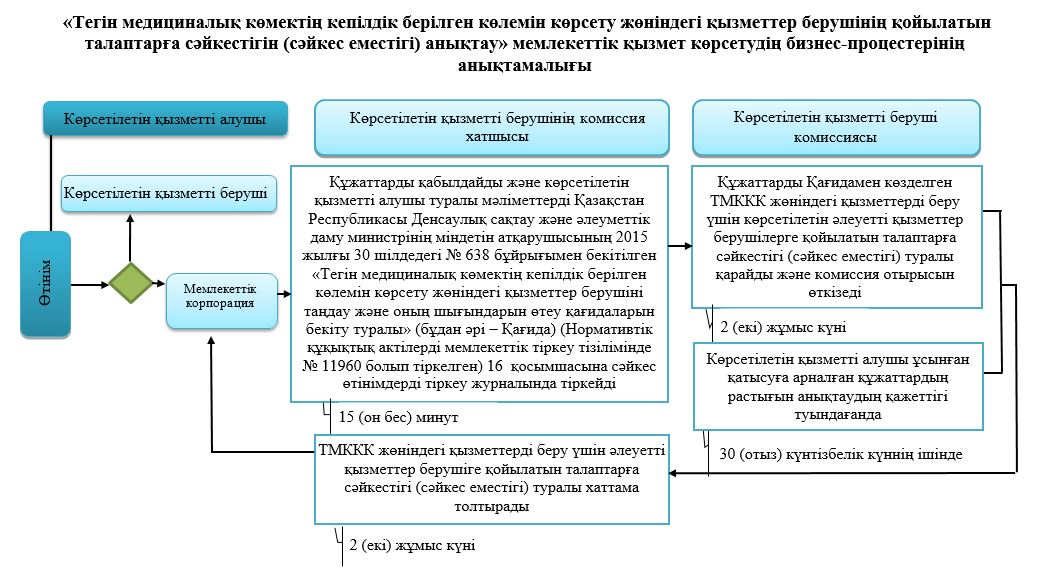 «Тегін медициналық көмектің кепілдік берілген көлемін көрсету жөніндегі қызметтер берушінің қойылатын
талаптарға сәйкестігін (сәйкес еместігі) анықтау» мемлекеттік қызмет көрсетудің бизнес-процестерінің
анықтамалығы
Көрсетілетін қызметті алушы
Көрсетілетін қызметті берушінің комиссия
хатшысы
Көрсетілетін қызметті беруші
комиссиясы
Көрсетілетін қызметті беруші
Өтінім
Мемлекеттік
корпорация
Құжаттарды қабылдайды және көрсетілетін
қызметті алушы туралы мәліметтерді Қазақстан
Республикасы Денсаулық сақтау және әлеуметтік
даму министрінің міндетін атқарушысының 2015
жылғы 30 шілдедегі № 638 бұйрығымен бекітілген
«Тегін медициналық көмектің кепілдік берілген
көлемін көрсету жөніндегі қызметтер берушіні
таңдау және оның шығындарын өтеу қағидаларын
бекіту туралы» (бұдан әрі – Қағида) (Нормативтік
құқықтық актілерді мемлекеттік тіркеу тізілімінде
№ 11960 болып тіркелген) 16 қосымшасына сәйкес
өтінімдерді тіркеу журналында тіркейді
15 (он бес) минут
Құжаттарды Қағидамен көзделген
ТМККК жөніндегі қызметтерді беру
үшін көрсетілетін әлеуетті қызметтер
берушілерге қойылатын талаптарға
сәйкестігі (сәйкес еместігі) туралы
қарайды және комиссия отырысын
өткізеді
2 (екі) жұмыс күні
Көрсетілетін қызметті алушы ұсынған
қатысуға арналған құжаттардың
растығын анықтаудың қажеттігі
туындағанда
30 (отыз) күнтізбелік күннің ішінде
ТМККК жөніндегі қызметтерді беру үшін әлеуетті
қызметтер берушіге қойылатын талаптарға
сәйкестігі (сәйкес еместігі) туралы хаттама
толтырады
2 (екі) жұмыс күні